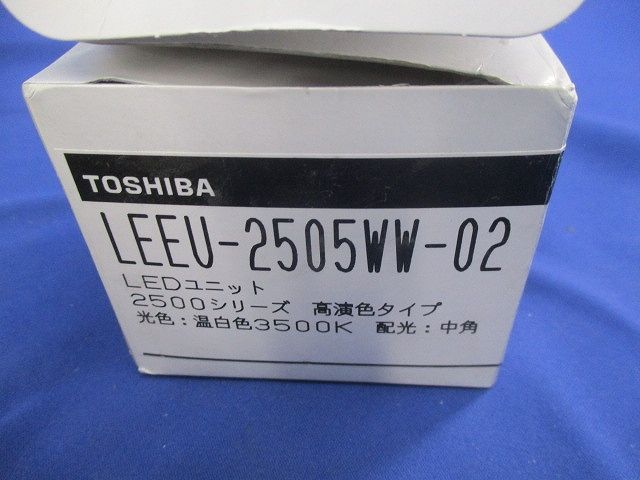 TOSHIBA
LEEU-2505WW-02
LEDユニット
2500シリーズ 高演色タイプ
光色：温白色3500K 配光：中角